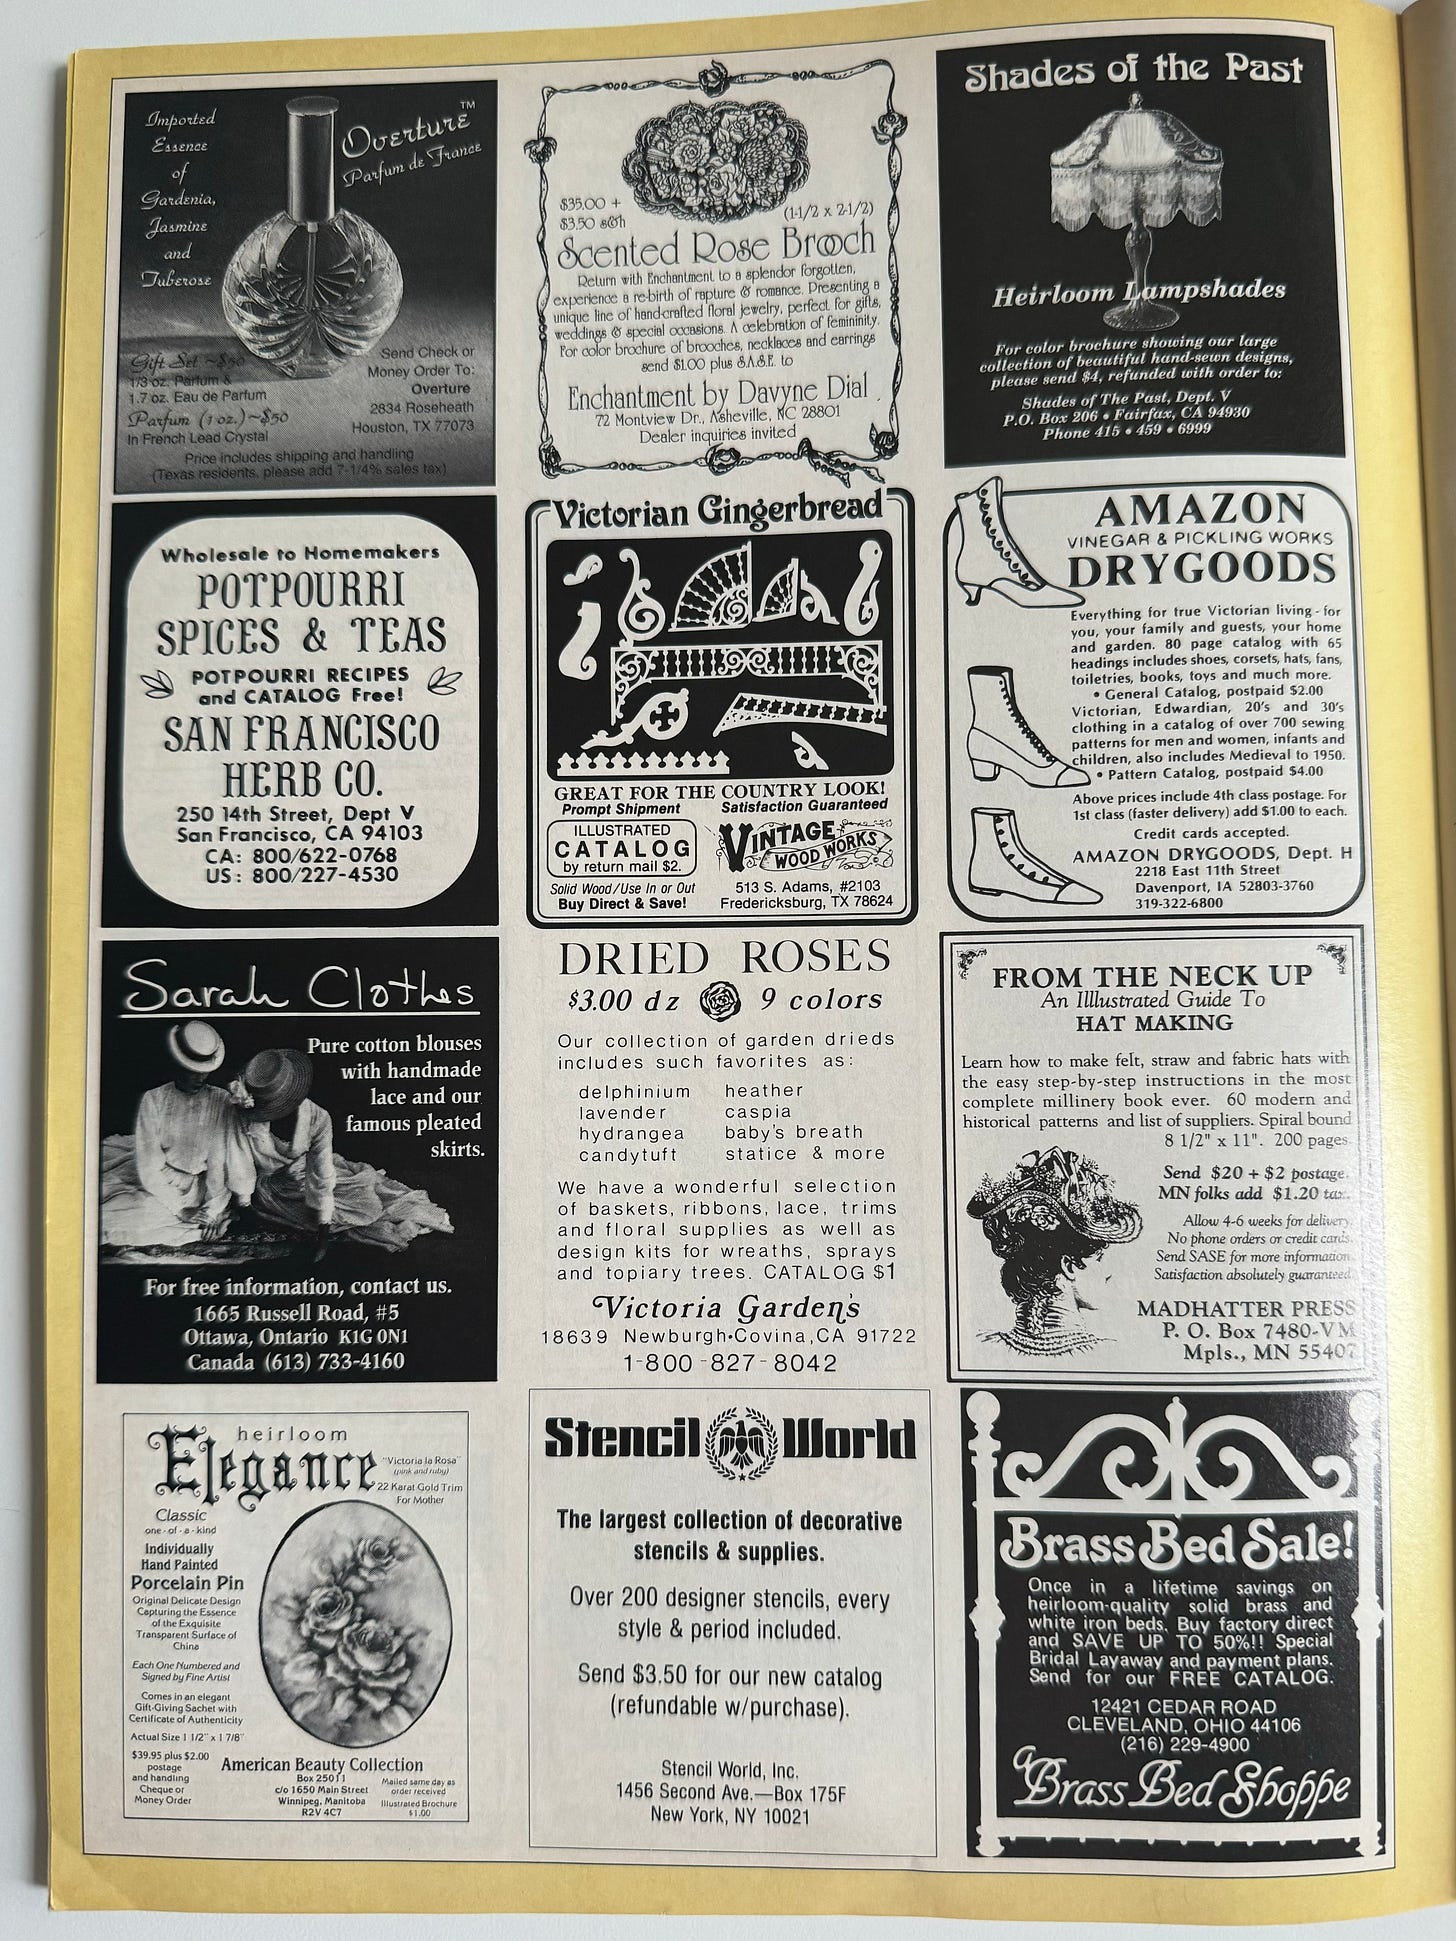 Imported
Essence
of
Gardenia,
Jasmine
and
Tuberose
Overture™
Parfum de France
Gift Set ~$50
1/3 oz. Parfum &
1.7 oz. Eau de Parfum
Parfum (1 oz.) ~$50
In French Lead Crystal
Send Check or
Money Order To:
Overture
2834 Roseheath
Houston, TX 77073
Price includes shipping and handling
(Texas residents, please add 7-1/4% sales tax)
$35.00 +
$3.50 s&h
(1-1/2 x 2-1/2)
Scented Rose Brooch
Return with Enchantment to a splendor forgotten,
experience a re-birth of rapture & romance. Presenting a
unique line of handcrafted floral jewelry, perfect for gifts,
weddings & special occasions. A celebration of femininity.
For color brochure of brooches, necklaces and earrings
send $1.00 plus S.A.S.E. to
Enchantment by Davyne Dial
72 Montview Dr., Asheville, NC 28801
Dealer inquiries invited
Shades of the Past
Heirloom Lampshades
For color brochure showing our large
collection of beautiful hand-sewn designs,
please send $4, refunded with order to:
Shades of The Past, Dept. V
P.O. Box 206 • Fairfax, CA 94930
Phone 415 • 459 • 6999
Wholesale to Homemakers
POTPOURRI
SPICES & TEAS
POTPOURRI RECIPES
and CATALOG Free!
SAN FRANCISCO
HERB CO.
250 14th Street, Dept V
San Francisco, CA 94103
CA: 800/622-0768
US: 800/227-4530
Victorian Gingerbread
GREAT FOR THE COUNTRY LOOK!
Prompt Shipment Satisfaction Guaranteed
ILLUSTRATED
CATALOG
by return mail $2.
VINTAGE
WOOD WORKS
Solid Wood/Use In or Out
Buy Direct & Save!
513 S. Adams, #2103
Fredericksburg, TX 78624
AMAZON
VINEGAR & PICKLING WORKS
DRYGOODS
Everything for true Victorian living - for
you, your family and guests, your home
and garden. 80 page catalog with 65
headings includes shoes, corsets, hats, fans,
toiletries, books, toys and much more.
• General Catalog, postpaid $2.00
Victorian, Edwardian, 20's and 30's
clothing in a catalog of over 700 sewing
patterns for men and women, infants and
children, also includes Medieval to 1950.
• Pattern Catalog, postpaid $4.00
Above prices include 4th class postage. For
1st class (faster delivery) add $1.00 to each.
Credit cards accepted.
AMAZON DRYGOODS, Dept. H
2218 East 11th Street
Davenport, IA 52803-3760
319-322-6800
Sarah Clothes
Pure cotton blouses
with handmade
lace and our
famous pleated
skirts.
For free information, contact us.
1665 Russell Road, #5
Ottawa, Ontario K1G 0N1
Canada (613) 733-4160
DRIED ROSES
$3.00 dz 9 colors
Our collection of garden drieds
includes such favorites as:
delphinium heather
lavender caspia
hydrangea baby's breath
candytuft statice & more
We have a wonderful selection
of baskets, ribbons, lace, trims
and floral supplies as well as
design kits for wreaths, sprays
and topiary trees. CATALOG $1
Victoria Garden's
18639 Newburgh•Covina, CA 91722
1-800-827-8042
FROM THE NECK UP
An Illustrated Guide To
HAT MAKING
Learn how to make felt, straw and fabric hats with
the easy step-by-step instructions in the most
complete millinery book ever. 60 modern and
historical patterns and list of suppliers. Spiral bound
8 1/2" x 11". 200 pages.
Send $20 + $2 postage.
MN folks add $1.20 tax.
Allow 4-6 weeks for delivery.
No phone orders or credit cards.
Send SASE for more information.
Satisfaction absolutely guaranteed.
MADHATTER PRESS
P. O. Box 7480-VM
Mpls., MN 55407
heirloom
Elegance
"Victoria la Rosa"
(pink and ruby)
22 Karat Gold Trim
For Mother
Classic
one-of-a-kind
Individually
Hand Painted
Porcelain Pin
Original Delicate Design
Capturing the Essence
of the Exquisite
Transparent Surface of
China
Each One Numbered and
Signed by Fine Artist
Comes in an elegant
Gift-Giving Sachet with
Certificate of Authenticity
Actual Size 1 1/2" x 1 7/8"
$39.95 plus $2.00
postage
and handling
Cheque or
Money Order
American Beauty Collection
Box 25011
c/o 1650 Main Street
Winnipeg, Manitoba
R2V 4C7
Mailed same day as
order received
Illustrated Brochure
$1.00
Stencil World
The largest collection of decorative
stencils & supplies.
Over 200 designer stencils, every
style & period included.
Send $3.50 for our new catalog
(refundable w/purchase).
Stencil World, Inc.
1456 Second Ave.—Box 175F
New York, NY 10021
Brass Bed Sale!
Once in a lifetime savings on
heirloom-quality solid brass and
white iron beds. Buy factory direct
and SAVE UP TO 50%!! Special
Bridal Layaway and payment plans.
Send for our FREE CATALOG.
12421 CEDAR ROAD
CLEVELAND, OHIO 44106
(216) 229-4900
Brass Bed Shoppe